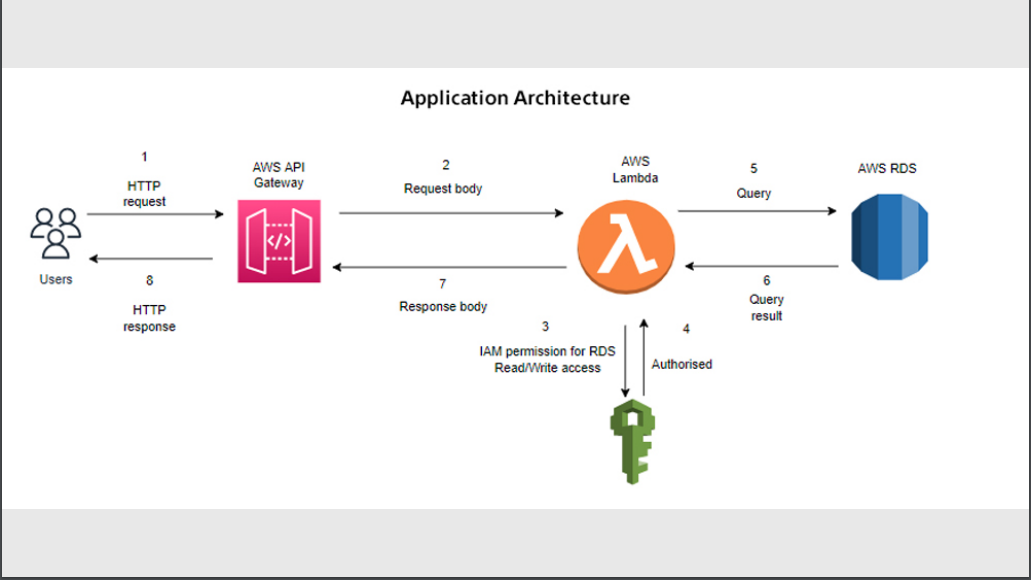 Application Architecture
1
HTTP
request
AWS API
Gateway
2
Request body
AWS
Lambda
5
Query
AWS RDS
</>
Users
8
HTTP
response
7
Response body
6
Query
result
3
IAM permission for RDS
Read/Write access
4
Authorised